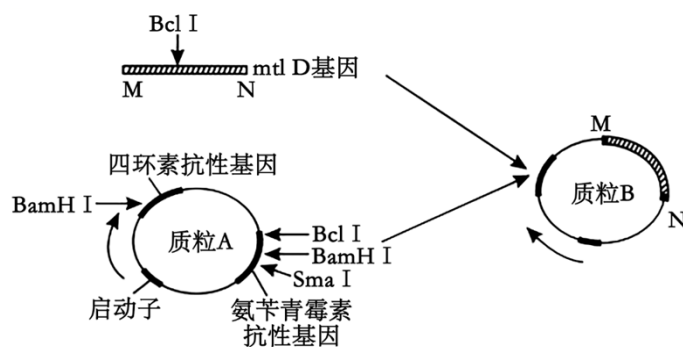 Bcl I
mtl D基因
M
N
四环素抗性基因
BamH I
质粒A
Bcl I
BamH I
Sma I
启动子
氨苄青霉素
抗性基因
M
质粒B
N